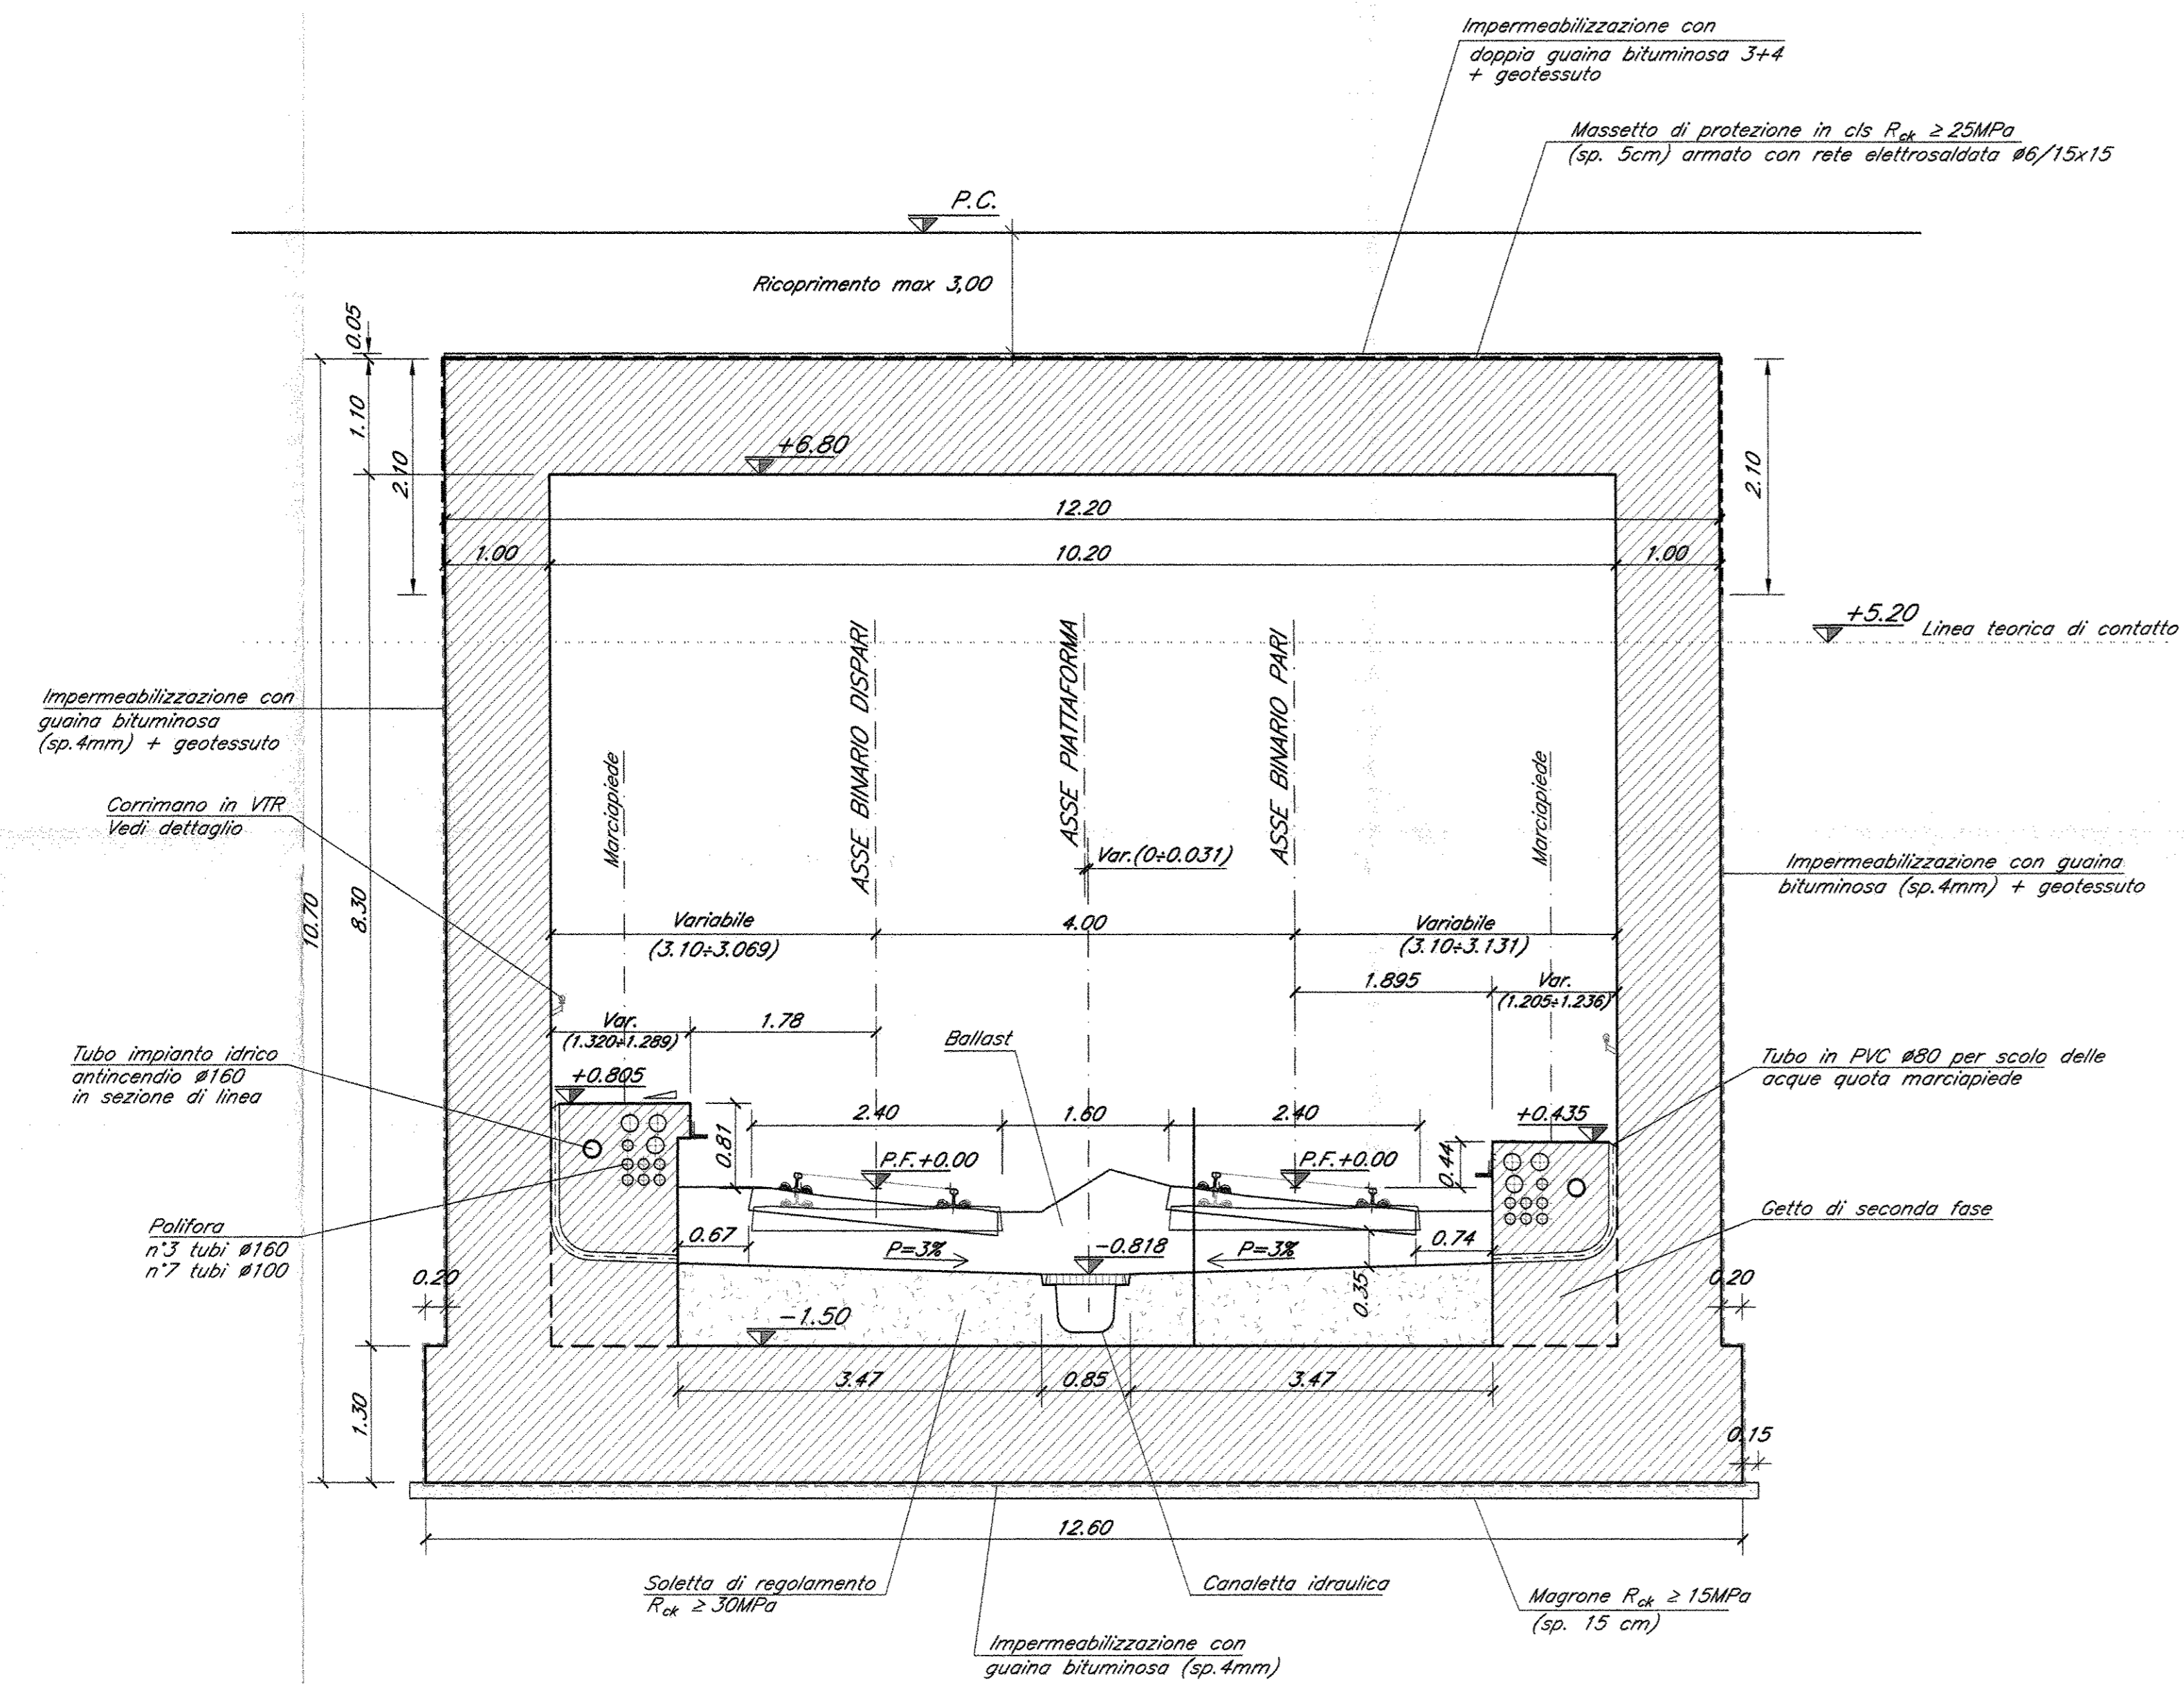 Impermeabilizzazione con
doppia guaina bituminosa 3+4
+ geotessuto
Massetto di protezione in cls Rck ≥ 25MPa
(sp. 5cm) armato con rete elettrosaldata ø6/15x15
P.C.
Ricoprimento max 3,00
0.05
1.10
2.10
2.10
+6.80
12.20
1.00
10.20
1.00
+5.20 Linea teorica di contatto
ASSE BINARIO DISPARI
ASSE PIATTAFORMA
ASSE BINARIO PARI
Impermeabilizzazione con
guaina bituminosa
(sp.4mm) + geotessuto
Marciapiede
Marciapiede
Corrimano in VTR
Vedi dettaglio
Var.(0÷0.031)
Impermeabilizzazione con guaina
bituminosa (sp.4mm) + geotessuto
10.70
8.30
Variabile
(3.10÷3.069)
4.00
Variabile
(3.10÷3.131)
1.895
Var.
(1.205÷1.236)
Var.
(1.320÷1.289)
1.78
Ballast
Tubo impianto idrico
antincendio ø160
in sezione di linea
Tubo in PVC ø80 per scolo delle
acque quota marciapiede
+0.805
0.81
2.40
1.60
2.40
+0.435
0.44
P.F.+0.00
P.F.+0.00
Polifora
n°3 tubi ø160
n°7 tubi ø100
Getto di seconda fase
0.67
P=3%
-0.818
P=3%
0.74
0.35
0.20
0.20
-1.50
3.47
0.85
3.47
1.30
0.15
12.60
Soletta di regolamento
Rck ≥ 30MPa
Canaletta idraulica
Magrone Rck ≥ 15MPa
(sp. 15 cm)
Impermeabilizzazione con
guaina bituminosa (sp.4mm)